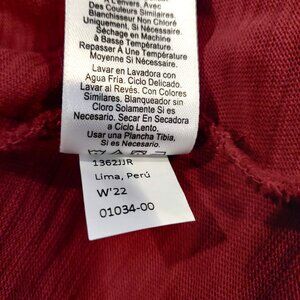 À L'Envers, Avec
Des Couleurs Similaires.
Blanchisseur Non Chloré
Uniquement, Si Nécessaire.
Séchage en Machine
à Basse Température
Repasser À Une Température
Moyenne Si Nécessaire.
Lavar en Lavadora con
Agua Fría. Ciclo Delicado.
Lavar al Revés. Con Colores
Similares. Blanqueador sin
Cloro Solamente Si es
Necesario. Secar En Secadora
a Ciclo Lento.
Usar una Plancha Tibia,
Si es Necesario.
1362JJR
Lima, Perú
W'22
01034-00